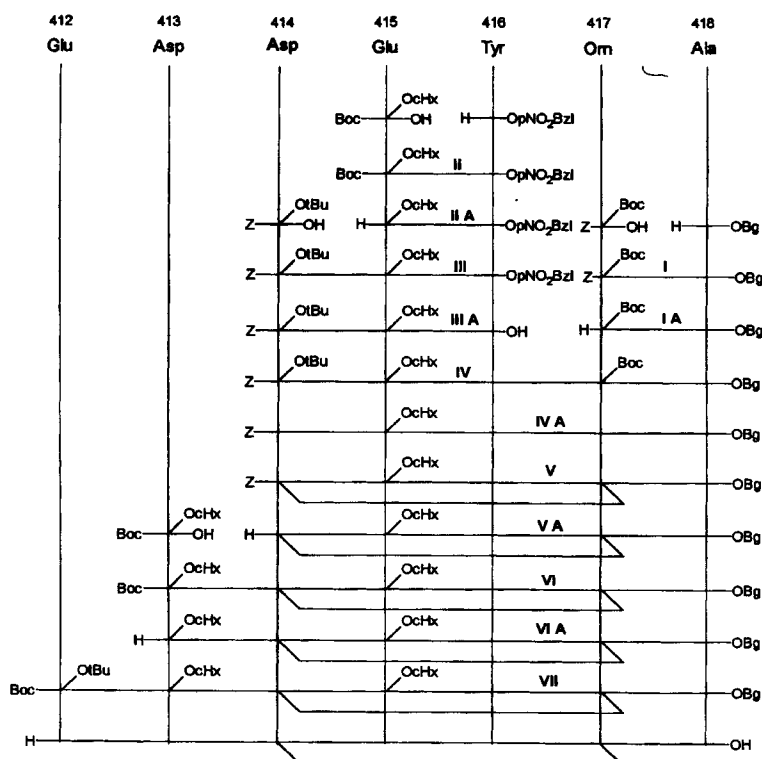 412 413 414 415 416 417 418
Glu Asp Asp Glu Tyr Orn Ala
OcHx
Boc OH H OpNO2Bzl
OcHx
Boc II OpNO2Bzl
OtBu OcHx Boc
Z OH H II A OpNO2Bzl Z OH H OBg
OtBu OcHx Boc
Z III OpNO2Bzl Z I OBg
OtBu OcHx Boc
Z III A OH H I A OBg
OtBu OcHx Boc
Z IV OBg
OcHx
Z IV A OBg
OcHx
Z V OBg
OcHx OcHx
Boc OH H V A OBg
OcHx OcHx
Boc VI OBg
OcHx OcHx
H VI A OBg
OtBu OcHx OcHx
Boc VII OBg
H OH